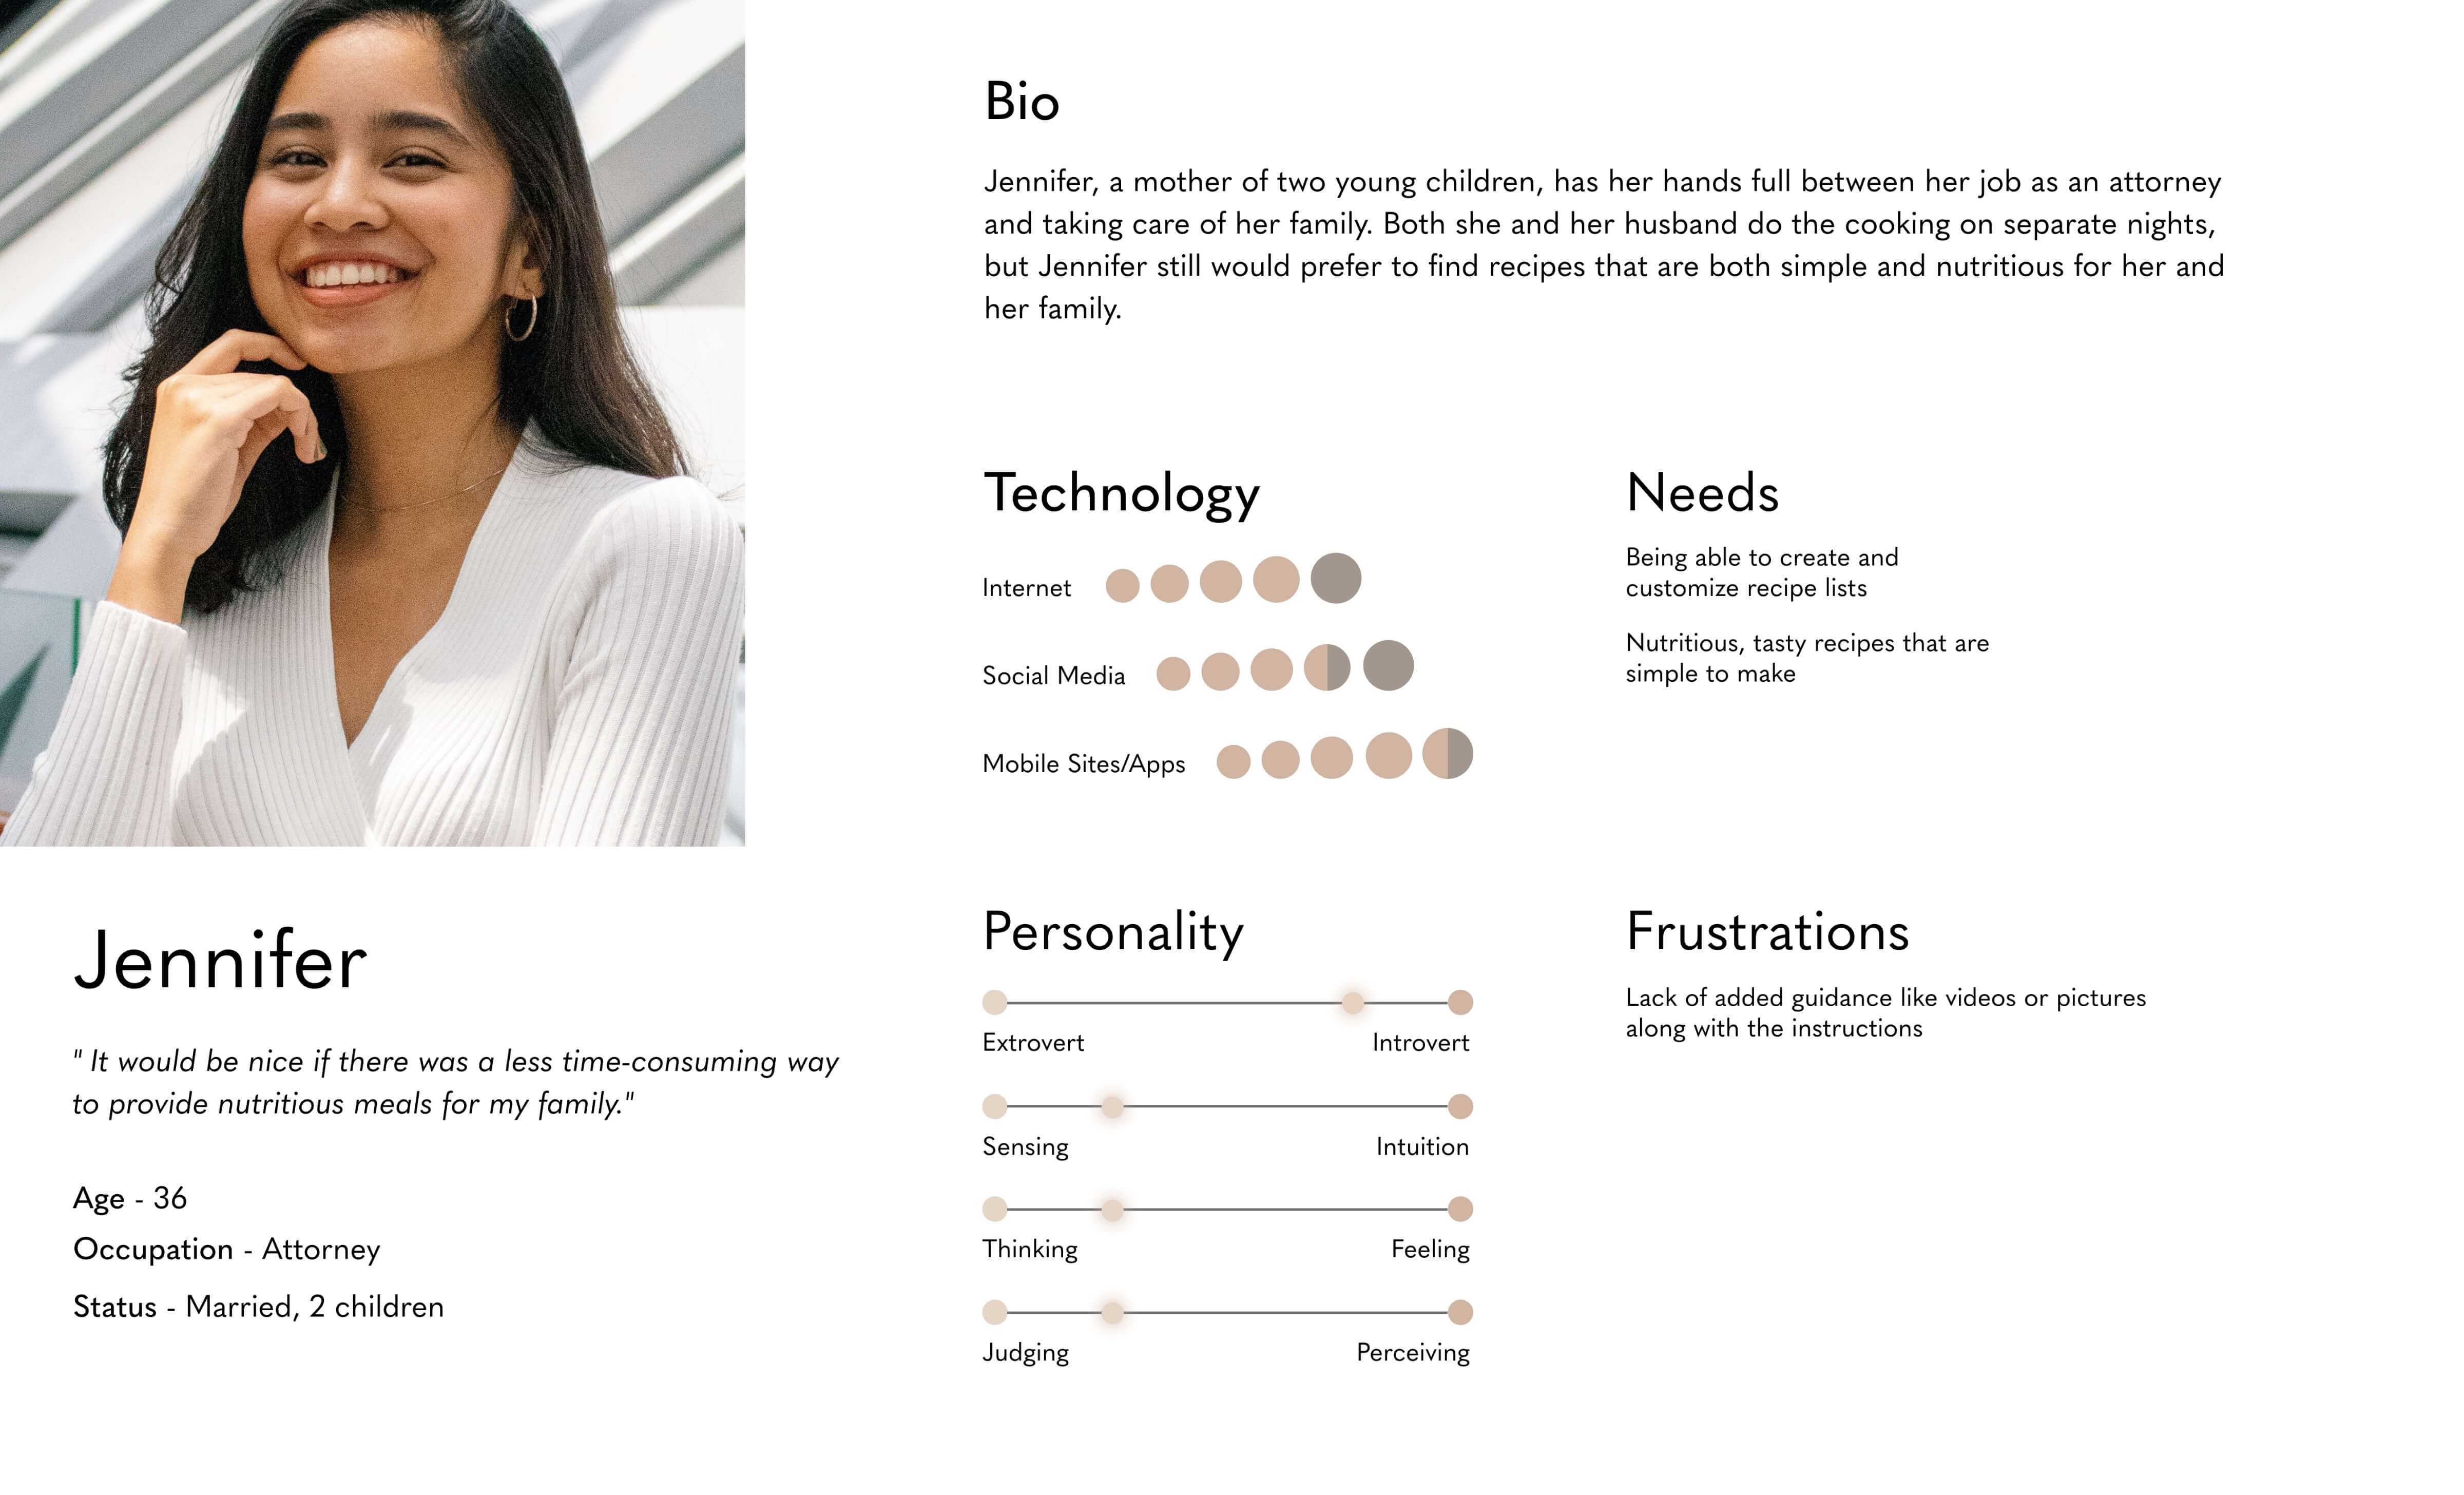 Jennifer
" It would be nice if there was a less time-consuming way
to provide nutritious meals for my family."
Age - 36
Occupation - Attorney
Status - Married, 2 children
Bio
Jennifer, a mother of two young children, has her hands full between her job as an attorney
and taking care of her family. Both she and her husband do the cooking on separate nights,
but Jennifer still would prefer to find recipes that are both simple and nutritious for her and
her family.
Technology
Internet
Social Media
Mobile Sites/Apps
Needs
Being able to create and
customize recipe lists
Nutritious, tasty recipes that are
simple to make
Personality
Extrovert Introvert
Sensing Intuition
Thinking Feeling
Judging Perceiving
Frustrations
Lack of added guidance like videos or pictures
along with the instructions